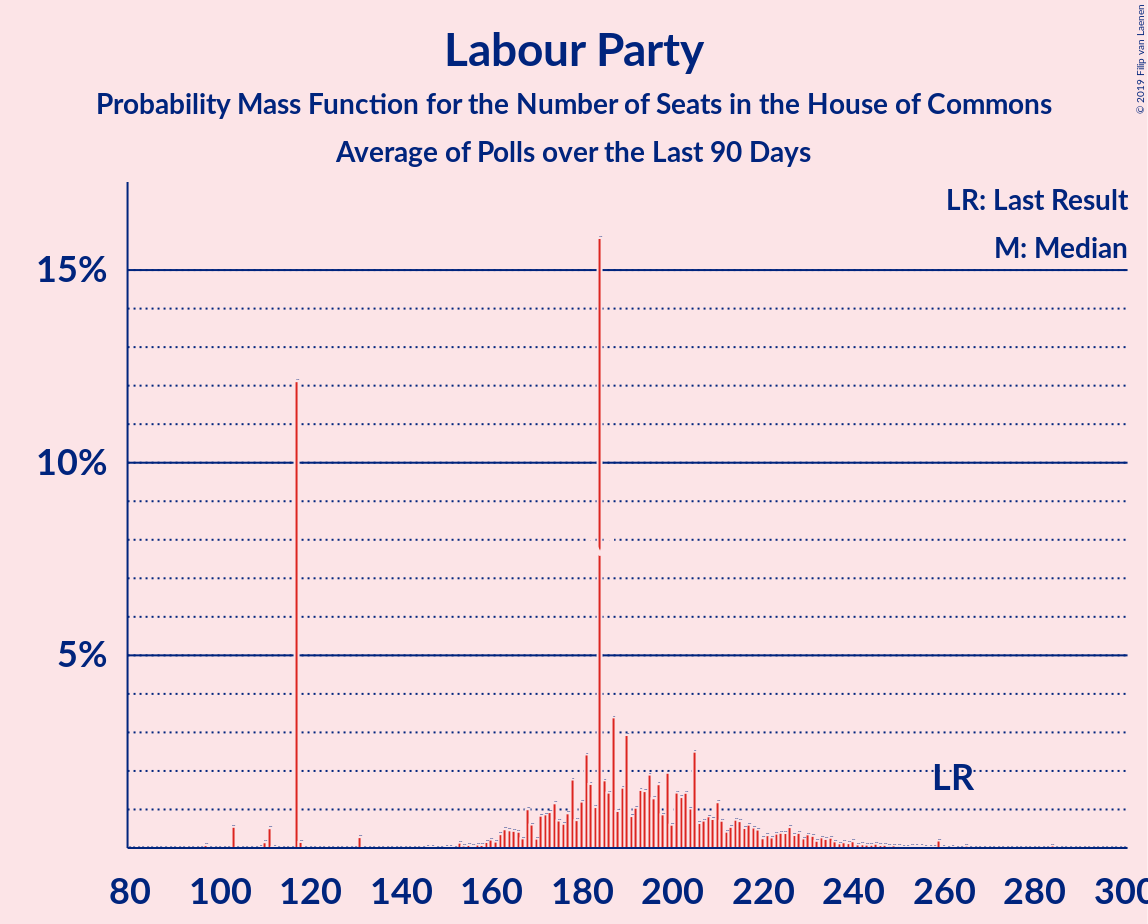 Labour Party
Probability Mass Function for the Number of Seats in the House of Commons
Average of Polls over the Last 90 Days
© 2019 Filip van Laenen
LR: Last Result
M: Median
15%
10%
5%
LR
80 100 120 140 160 180 200 220 240 260 280 300